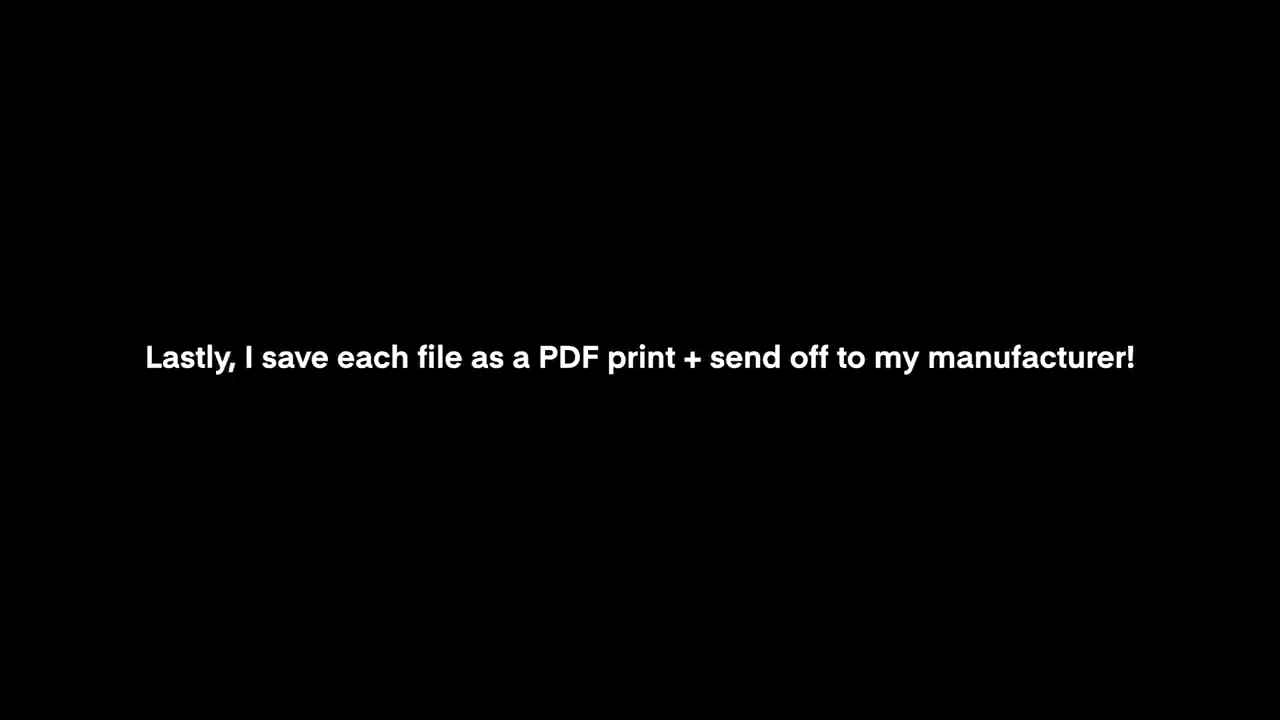 Lastly, I save each file as a PDF print + send off to my manufacturer!